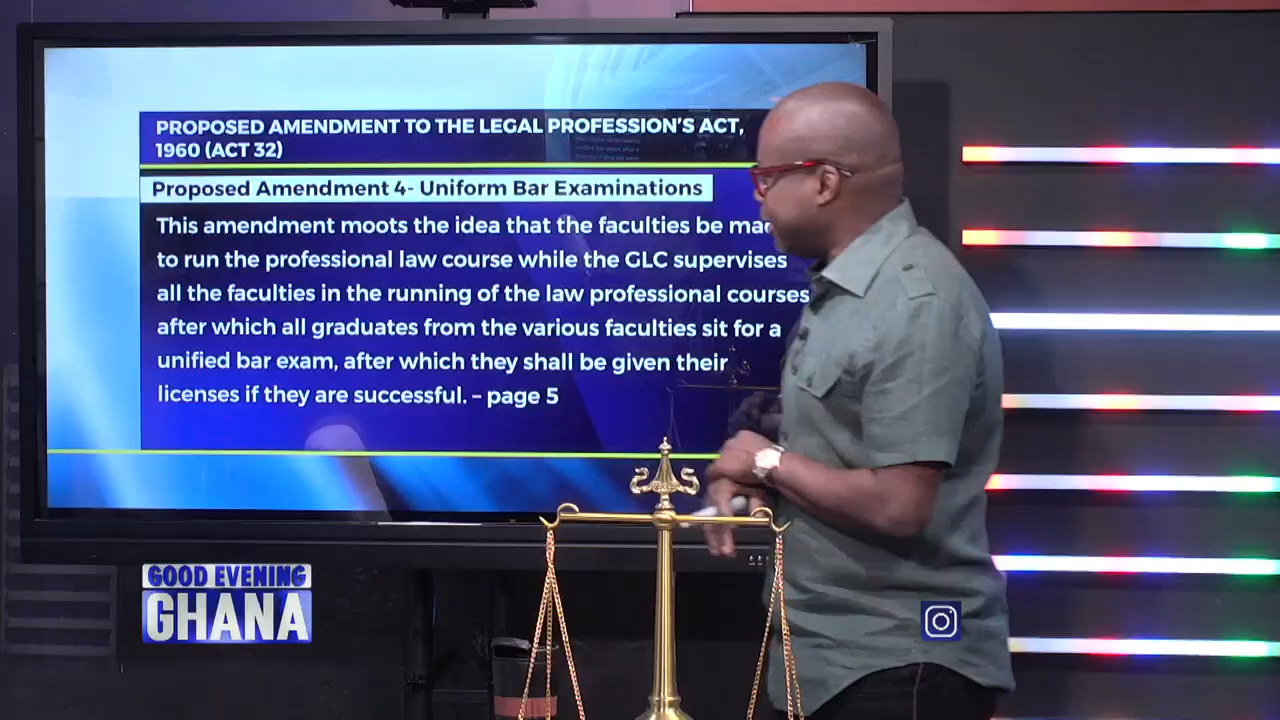 PROPOSED AMENDMENT TO THE LEGAL PROFESSION'S ACT,
1960 (ACT 32)
Proposed Amendment 4- Uniform Bar Examinations
This amendment moots the idea that the faculties be
to run the professional law course while the GLC supervises
all the faculties in the running of the law professional courses
after which all graduates from the various faculties sit for a
unified bar exam, after which they shall be given their
licenses if they are successful. – page 5
GOOD EVENING
GHANA